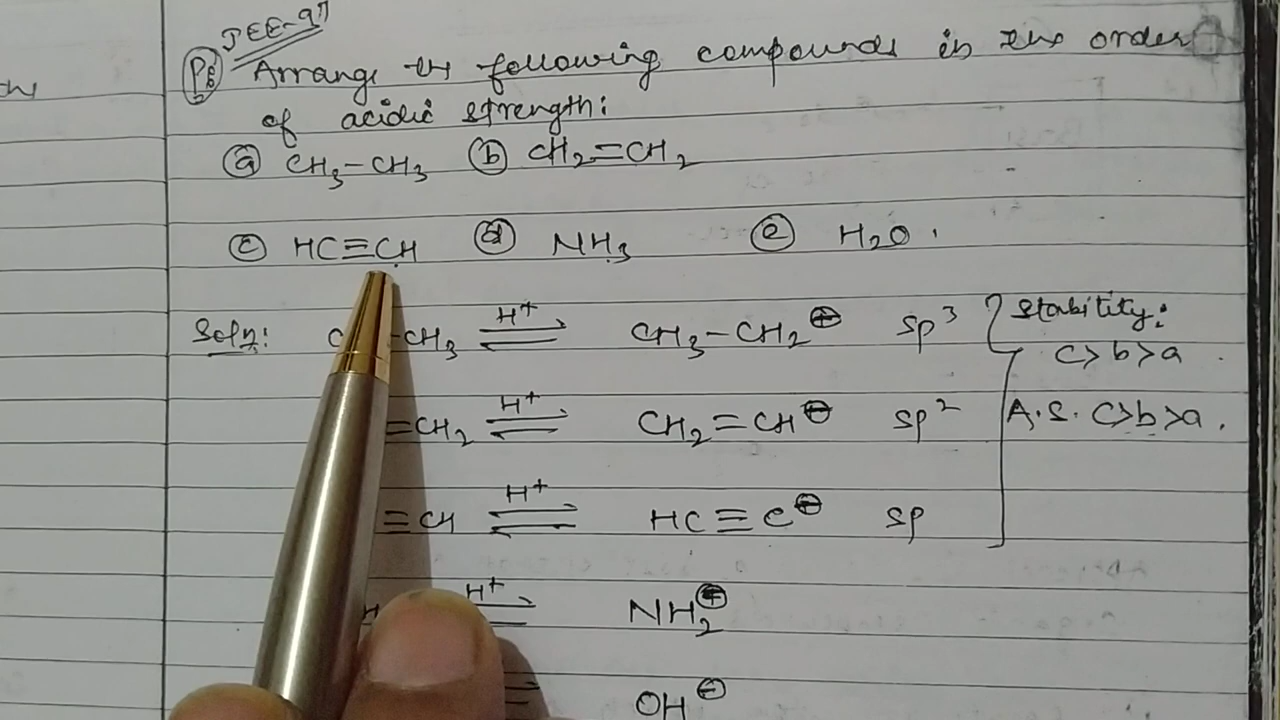 JEE-97
P6 Arrange the following compounds in the order
of acidic strength:
(a) CH₃-CH₃ (b) CH₂=CH₂
(c) HC≡CH (d) NH₃ (e) H₂O.
Soln: C -CH₃ H⁺ ⇌ CH₃-CH₂⊕ sp³ Stability:
c>b>a.
=CH₂ H⁺ ⇌ CH₂=CH⊖ sp² A.S. C>b>a.
≡CH H⁺ ⇌ HC≡C⊖ sp
H H⁺ ⇌ NH₂⊕
⇌ OH⊖